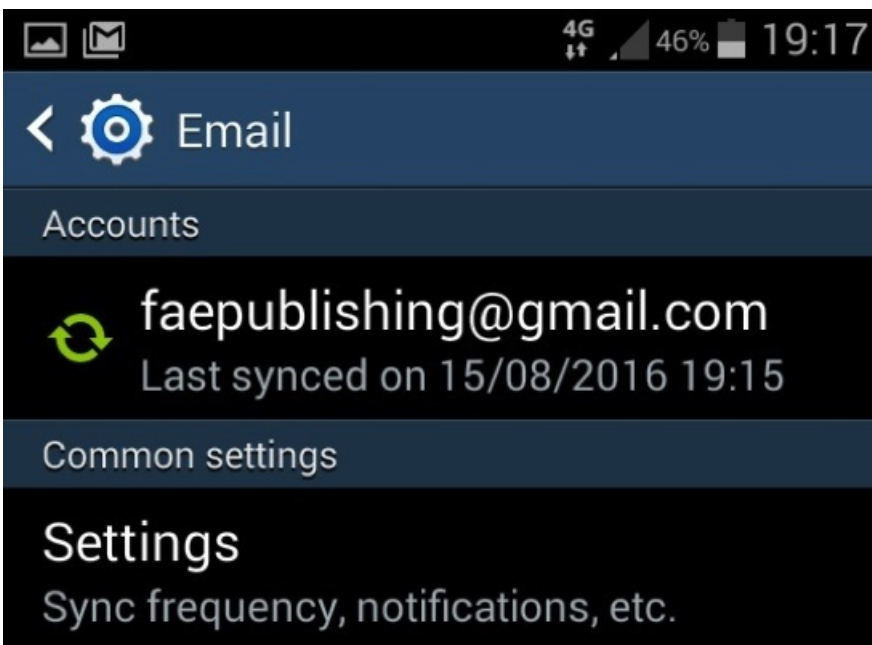 4G 46% 19:17
Email
Accounts
faepublishing@gmail.com
Last synced on 15/08/2016 19:15
Common settings
Settings
Sync frequency, notifications, etc.